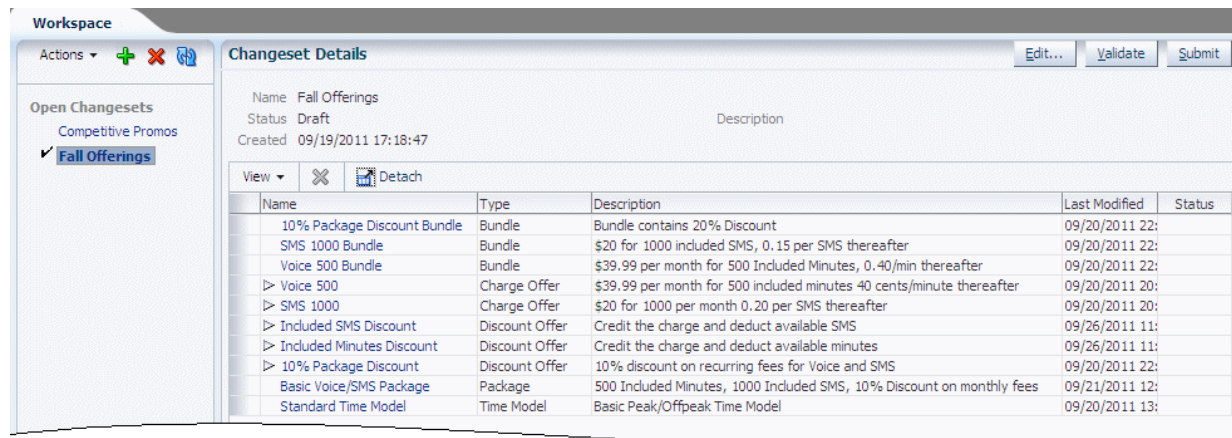 Workspace
Actions
Changeset Details
Edit... Validate Submit
Open Changesets
Competitive Promos
Fall Offerings
Name Fall Offerings
Status Draft Description
Created 09/19/2011 17:18:47
View Detach
Name Type Description Last Modified Status
10% Package Discount Bundle Bundle Bundle contains 20% Discount 09/20/2011 22:
SMS 1000 Bundle Bundle $20 for 1000 included SMS, 0.15 per SMS thereafter 09/20/2011 22:
Voice 500 Bundle Bundle $39.99 per month for 500 Included Minutes, 0.40/min thereafter 09/20/2011 22:
Voice 500 Charge Offer $39.99 per month for 500 included minutes 40 cents/minute thereafter 09/20/2011 20:
SMS 1000 Charge Offer $20 for 1000 per month 0.20 per SMS thereafter 09/20/2011 20:
Included SMS Discount Discount Offer Credit the charge and deduct available SMS 09/26/2011 11:
Included Minutes Discount Discount Offer Credit the charge and deduct available minutes 09/26/2011 11:
10% Package Discount Discount Offer 10% discount on recurring fees for Voice and SMS 09/20/2011 22:
Basic Voice/SMS Package Package 500 Included Minutes, 1000 Included SMS, 10% Discount on monthly fees 09/21/2011 12:
Standard Time Model Time Model Basic Peak/Offpeak Time Model 09/20/2011 13: